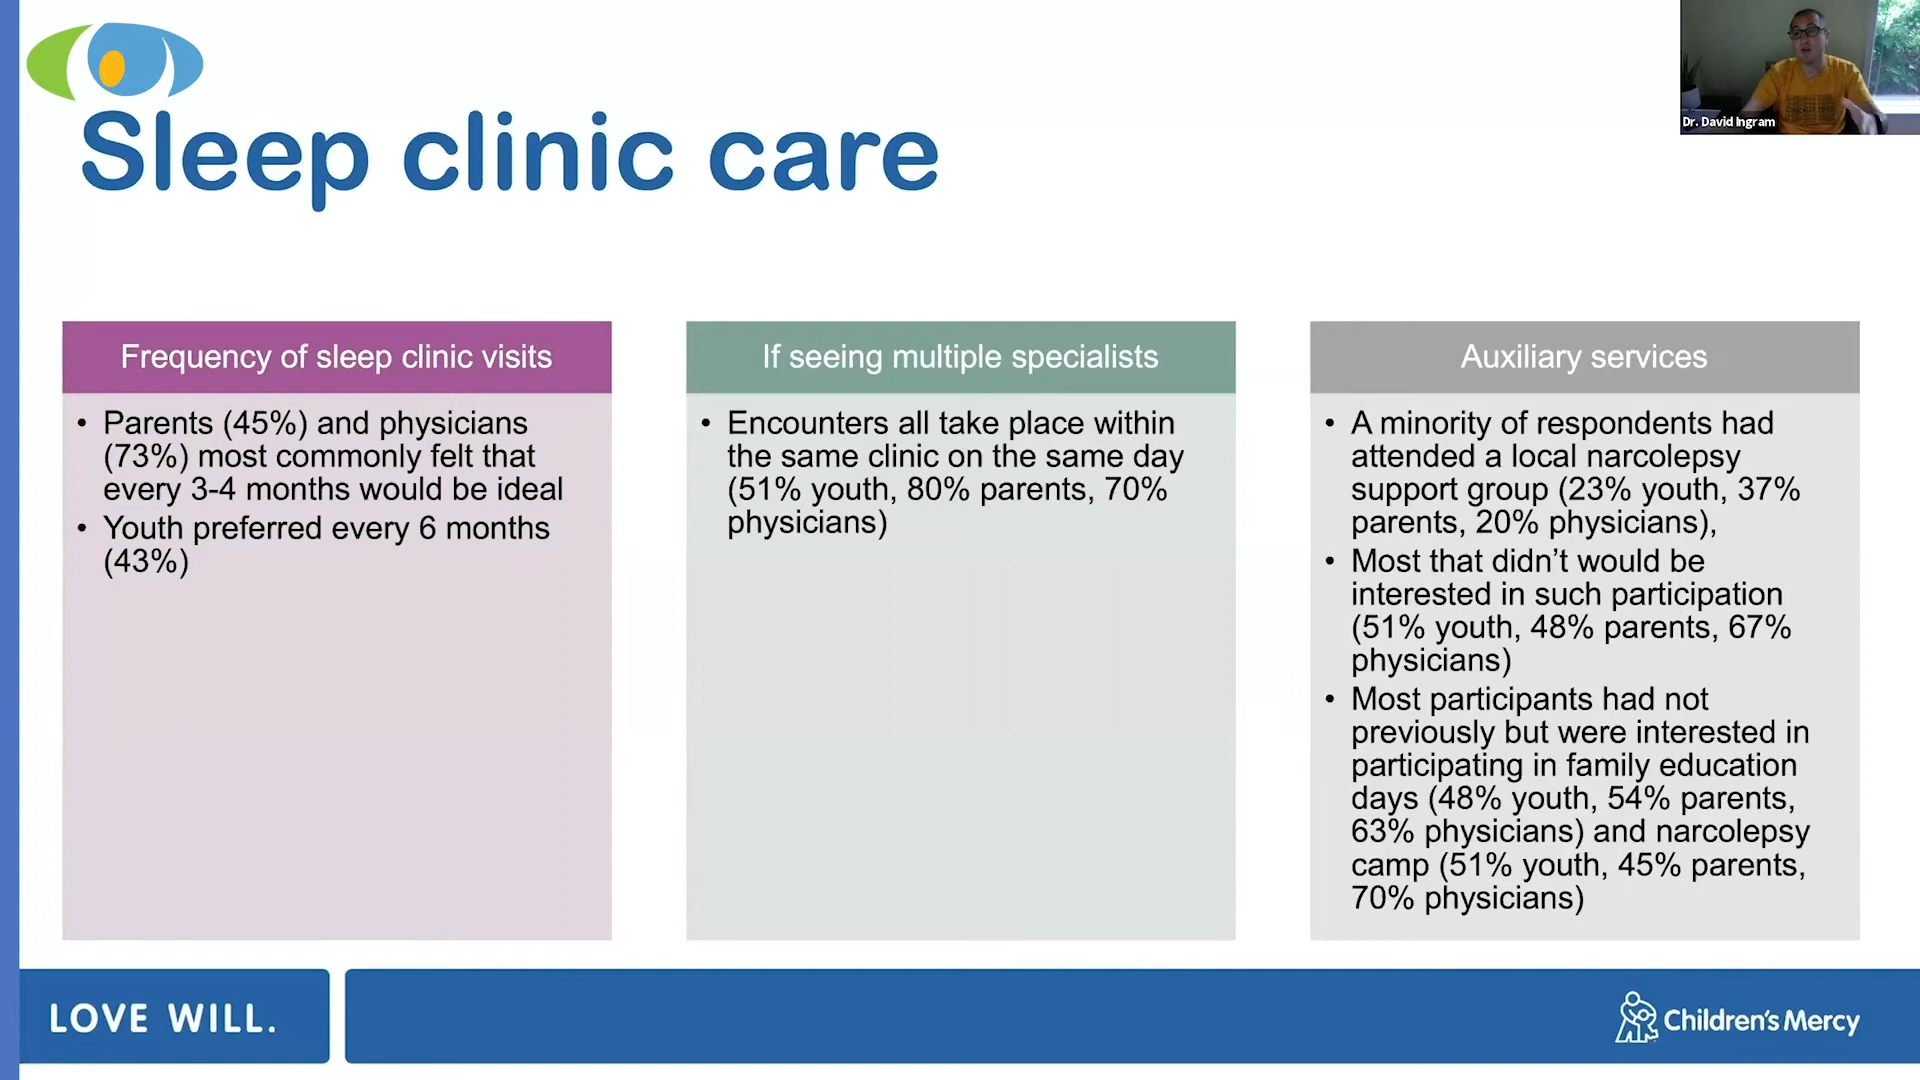 Sleep clinic care
Dr. David Ingram
Frequency of sleep clinic visits
• Parents (45%) and physicians
(73%) most commonly felt that
every 3-4 months would be ideal
• Youth preferred every 6 months
(43%)
If seeing multiple specialists
• Encounters all take place within
the same clinic on the same day
(51% youth, 80% parents, 70%
physicians)
Auxiliary services
• A minority of respondents had
attended a local narcolepsy
support group (23% youth, 37%
parents, 20% physicians),
• Most that didn’t would be
interested in such participation
(51% youth, 48% parents, 67%
physicians)
• Most participants had not
previously but were interested in
participating in family education
days (48% youth, 54% parents,
63% physicians) and narcolepsy
camp (51% youth, 45% parents,
70% physicians)
LOVE WILL.
Children's Mercy